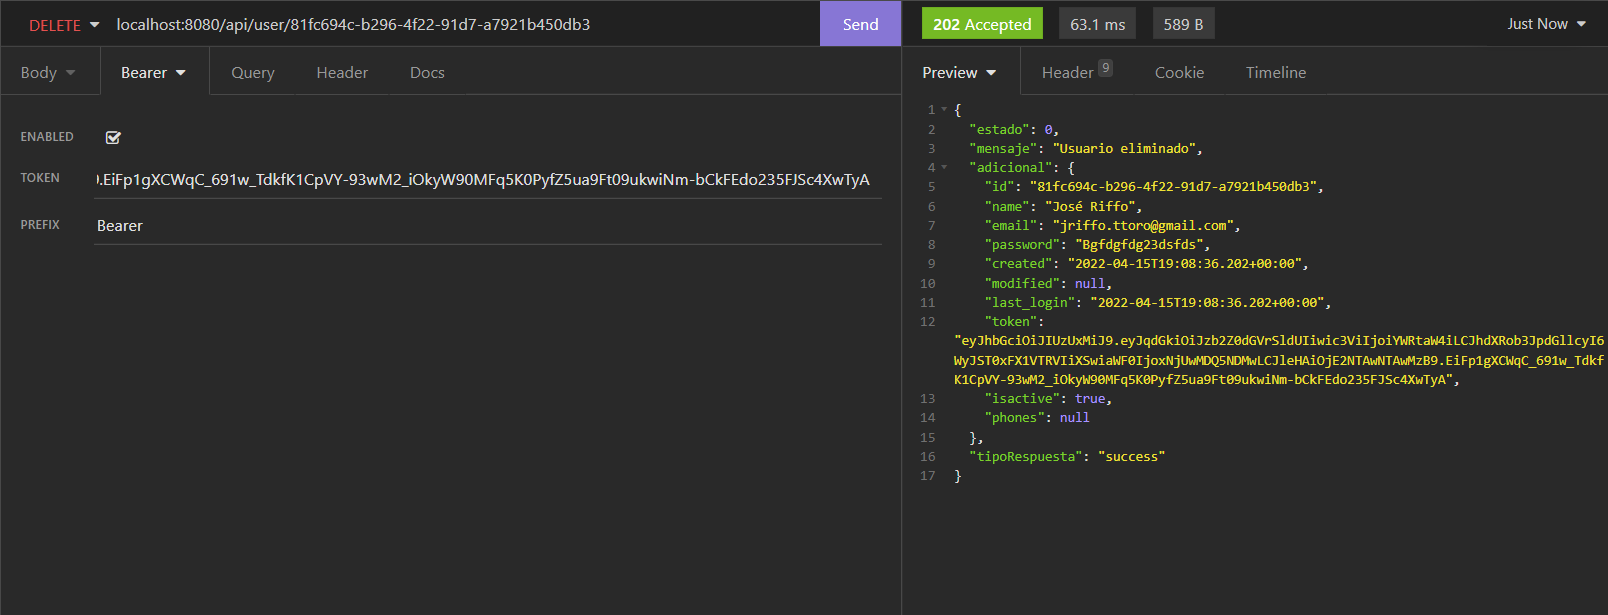 DELETE localhost:8080/api/user/81fc694c-b296-4f22-91d7-a7921b450db3 Send
Body Bearer Query Header Docs
ENABLED
TOKEN ).EiFp1gXCWqC_691w_TdkfK1CpVY-93wM2_iOkyW90MFq5K0PyfZ5ua9Ft09ukwiNm-bCkFEdo235FJSc4XwTyA
PREFIX Bearer
202 Accepted 63.1 ms 589 B Just Now
Preview Header 9 Cookie Timeline
1 {
2 "estado": 0,
3 "mensaje": "Usuario eliminado",
4 "adicional": {
5 "id": "81fc694c-b296-4f22-91d7-a7921b450db3",
6 "name": "José Riffo",
7 "email": "jriffo.ttoro@gmail.com",
8 "password": "Bgfdgfdg23dsfds",
9 "created": "2022-04-15T19:08:36.202+00:00",
10 "modified": null,
11 "last_login": "2022-04-15T19:08:36.202+00:00",
12 "token":
"eyJhbGciOiJIUzUxMiJ9.eyJqdGkiOiJzb2Z0dGVrSldUIiwic3ViIjoiYWRtaW4iLCJhdXRob3JpdGllcyI6
WyJST0xFX1VTRVIiXSwiaWF0IjoxNjUwMDQ5NDMwLCJleHAiOjE2NTAwNTAwMzB9.EiFp1gXCWqC_691w_Tdkf
K1CpVY-93wM2_iOkyW90MFq5K0PyfZ5ua9Ft09ukwiNm-bCkFEdo235FJSc4XwTyA",
13 "isactive": true,
14 "phones": null
15 },
16 "tipoRespuesta": "success"
17 }